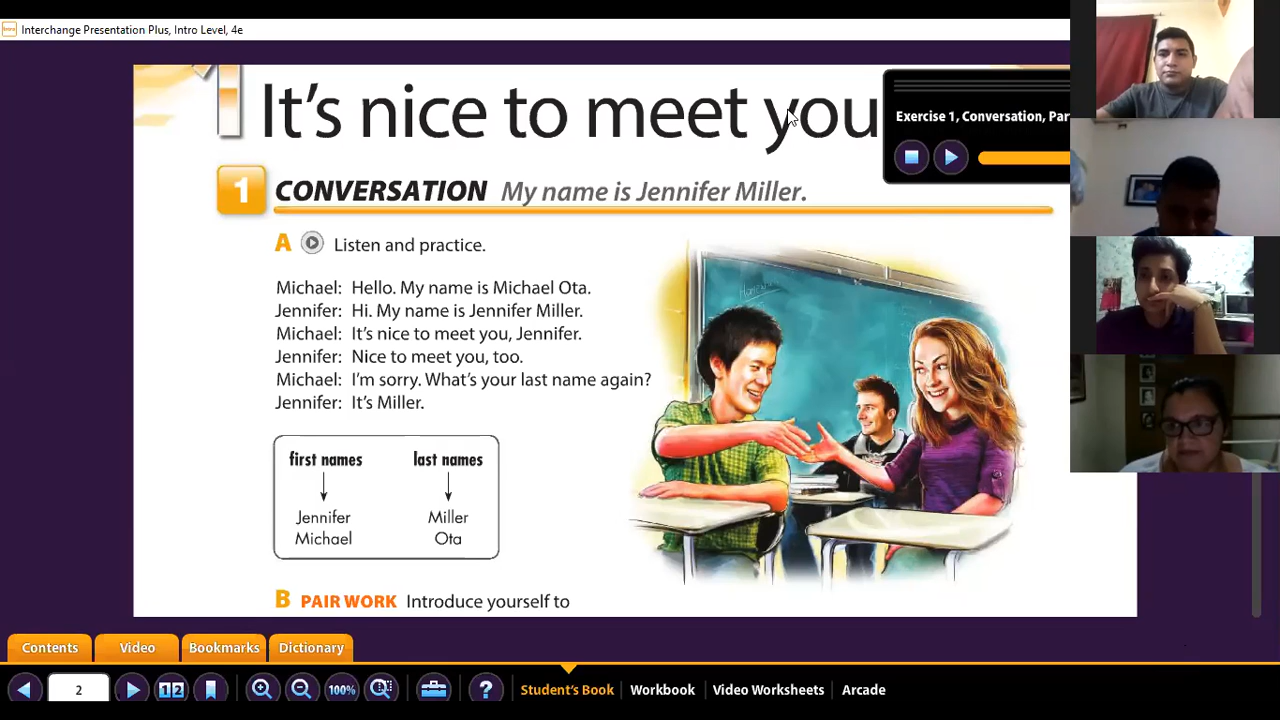 Interchange Presentation Plus, Intro Level, 4e
1 It's nice to meet you
Exercise 1, Conversation, Par
1 CONVERSATION My name is Jennifer Miller.
A Listen and practice.
Michael: Hello. My name is Michael Ota.
Jennifer: Hi. My name is Jennifer Miller.
Michael: It's nice to meet you, Jennifer.
Jennifer: Nice to meet you, too.
Michael: I'm sorry. What's your last name again?
Jennifer: It's Miller.
first names last names
Jennifer Miller
Michael Ota
B PAIR WORK Introduce yourself to
Contents Video Bookmarks Dictionary
2 12 100% ? Student's Book Workbook Video Worksheets Arcade